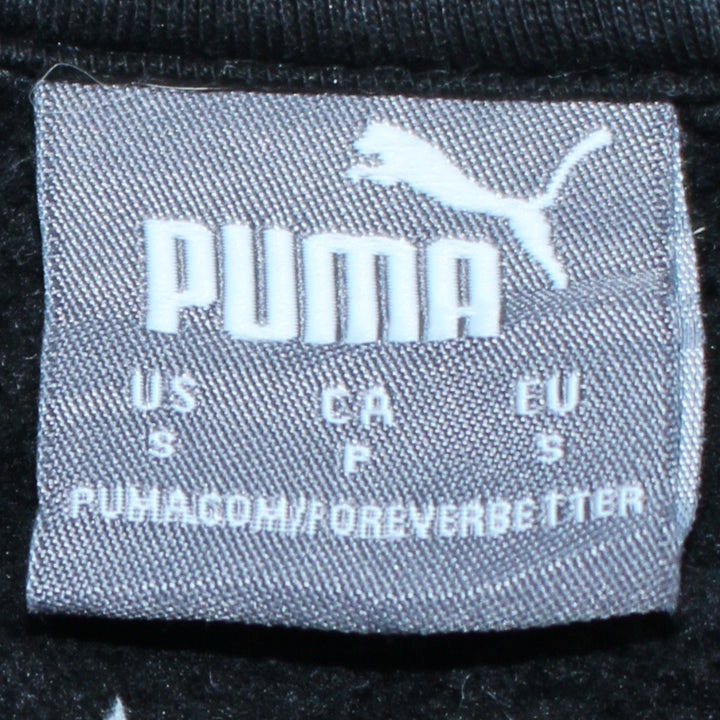 PUMA
US CA EU
S P S
PUMA.COM/FOREVERBETTER